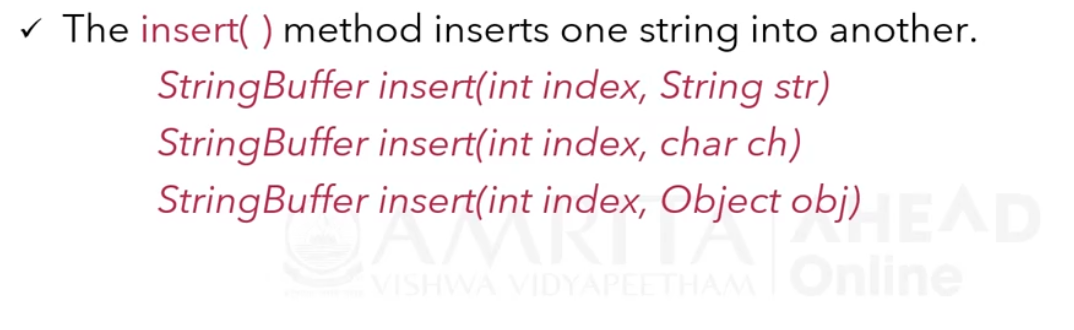 ✓ The insert( ) method inserts one string into another.
StringBuffer insert(int index, String str)
StringBuffer insert(int index, char ch)
StringBuffer insert(int index, Object obj)
AMRITA AHEAD
VISHWA VIDYAPEETHAM Online